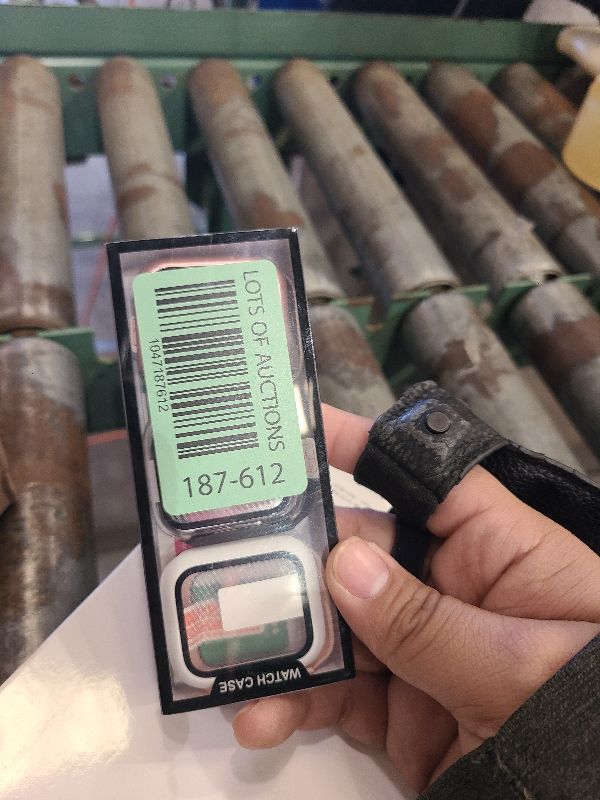 LOTS OF AUCTIONS
1047187612
187-612
WATCH CASE